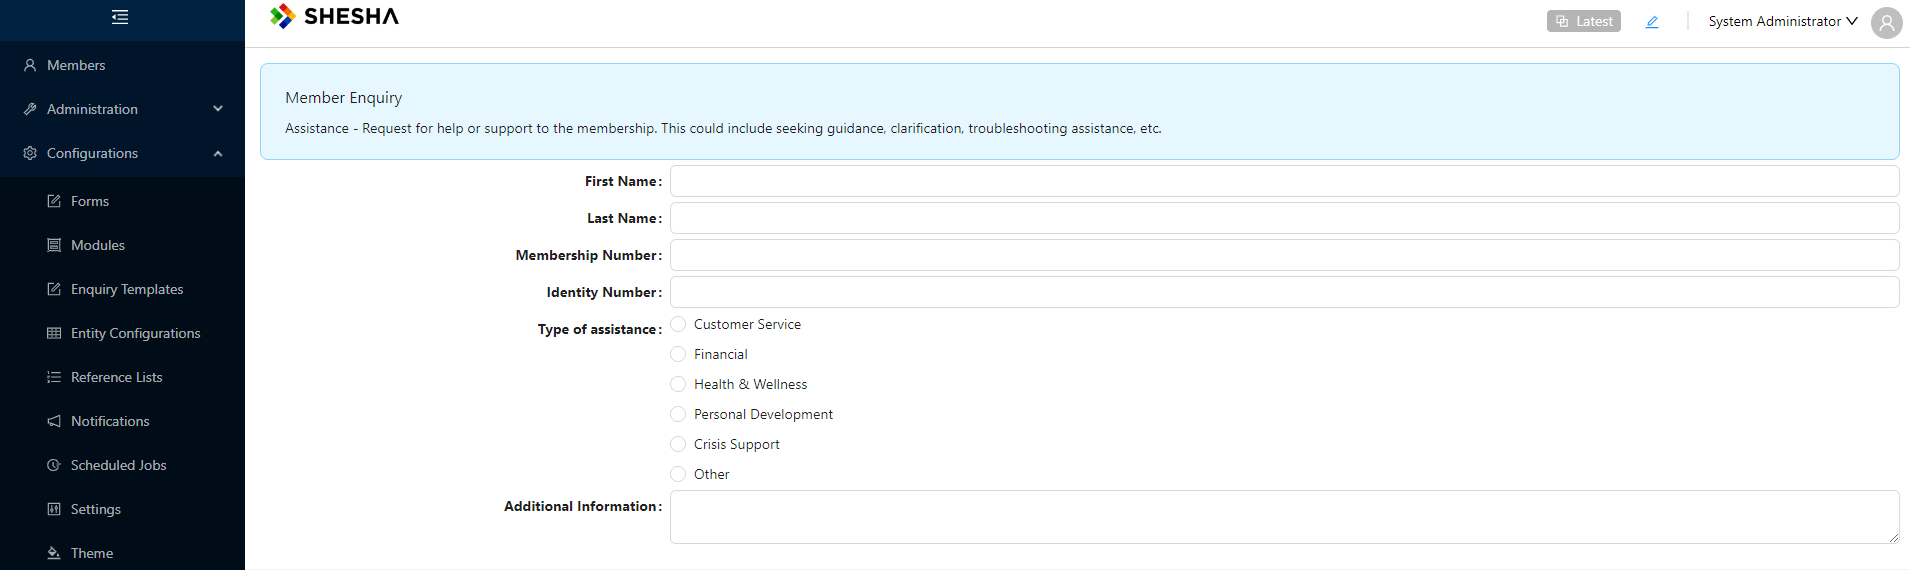 SHESHA
Latest
System Administrator
Members
Administration
Configurations
Forms
Modules
Enquiry Templates
Entity Configurations
Reference Lists
Notifications
Scheduled Jobs
Settings
Theme
Member Enquiry
Assistance - Request for help or support to the membership. This could include seeking guidance, clarification, troubleshooting assistance, etc.
First Name:
Last Name:
Membership Number:
Identity Number:
Type of assistance:
Customer Service
Financial
Health & Wellness
Personal Development
Crisis Support
Other
Additional Information: